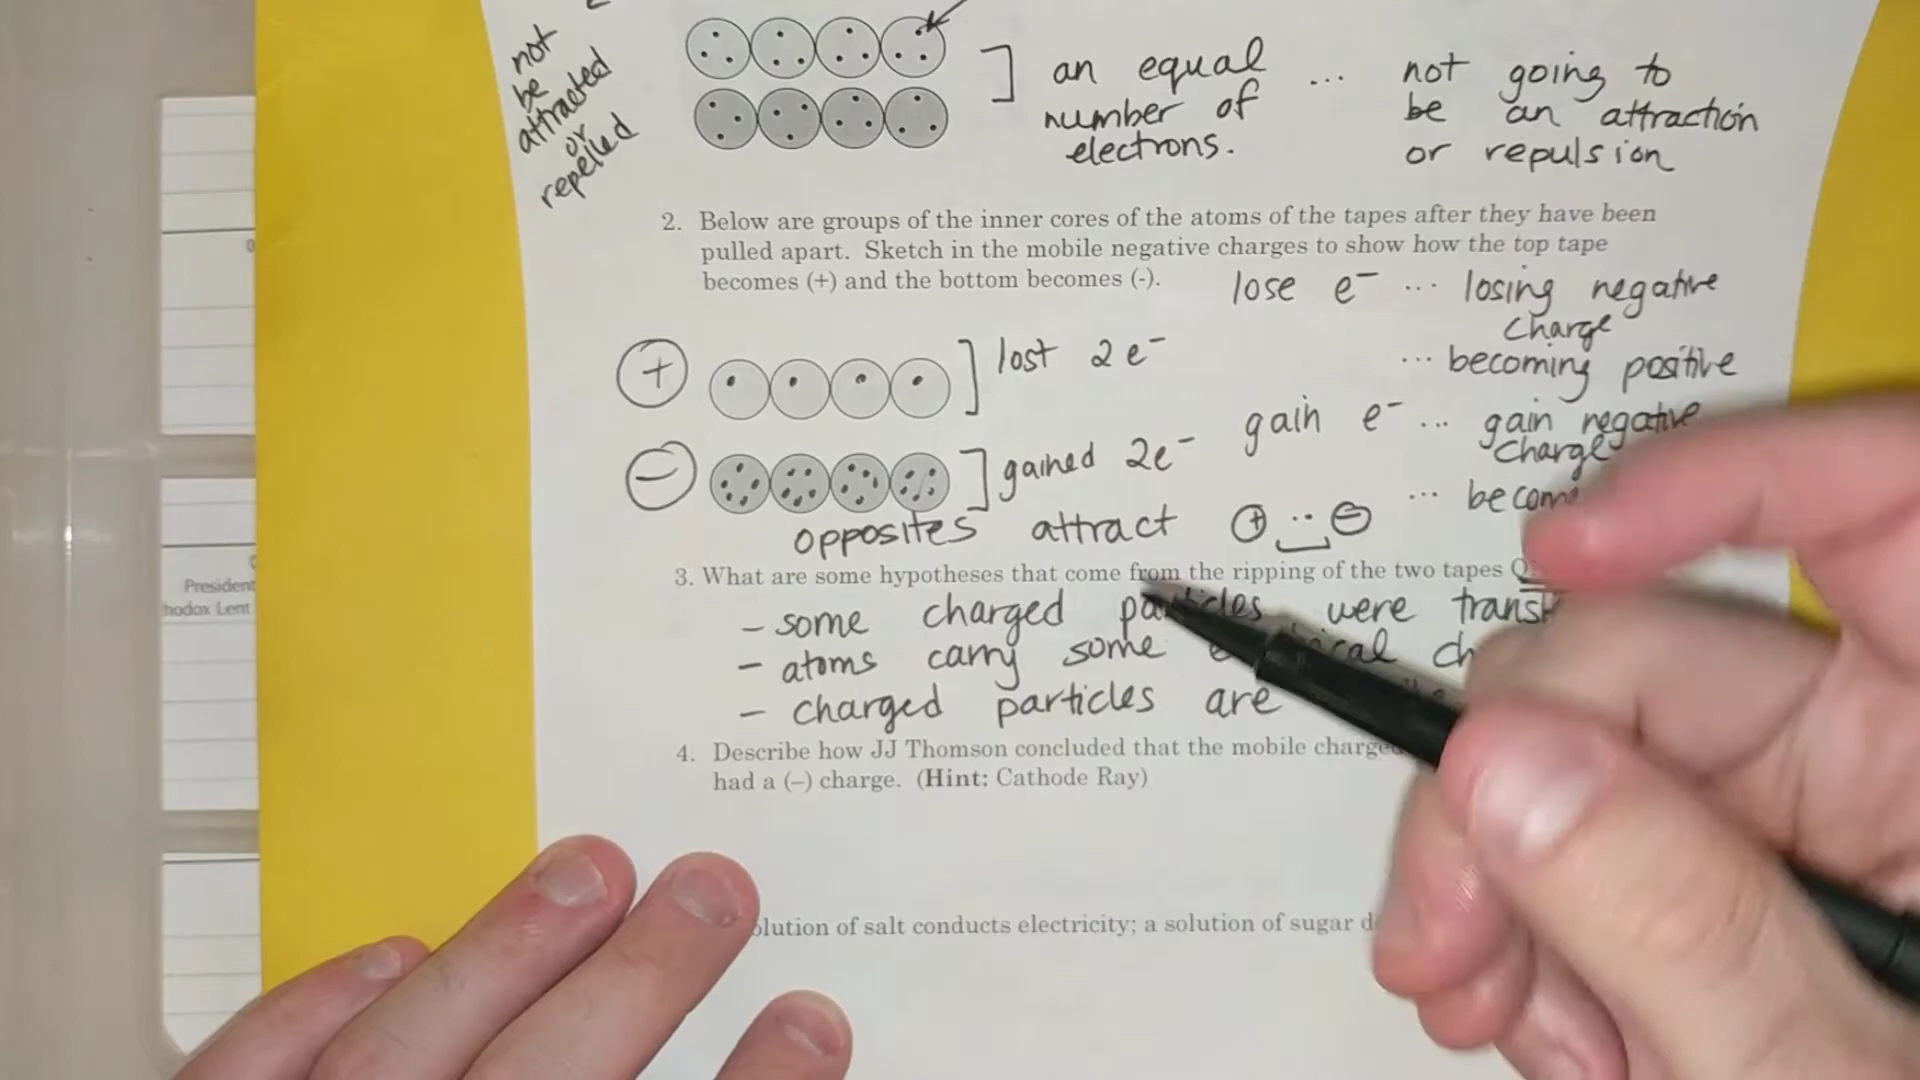 not
be
attracted
or
repelled
an equal ... not going to
number of be an attraction
electrons. or repulsion
2. Below are groups of the inner cores of the atoms of the tapes after they have been
pulled apart. Sketch in the mobile negative charges to show how the top tape
becomes (+) and the bottom becomes (-).
lose e⁻ ... losing negative
charge
+ ] lost 2 e⁻ ... becoming positive
gain e⁻ ... gain negative
charge
− ] gained 2e⁻
...
opposites attract + .. −
3. What are some hypotheses that come from the ripping of the two tapes
- some charged particles were
- atoms carry some
- charged particles are
4. Describe how JJ Thomson concluded that the mobile charged
had a (–) charge. (Hint: Cathode Ray)
of salt conducts electricity; a solution of sugar
President
Lent